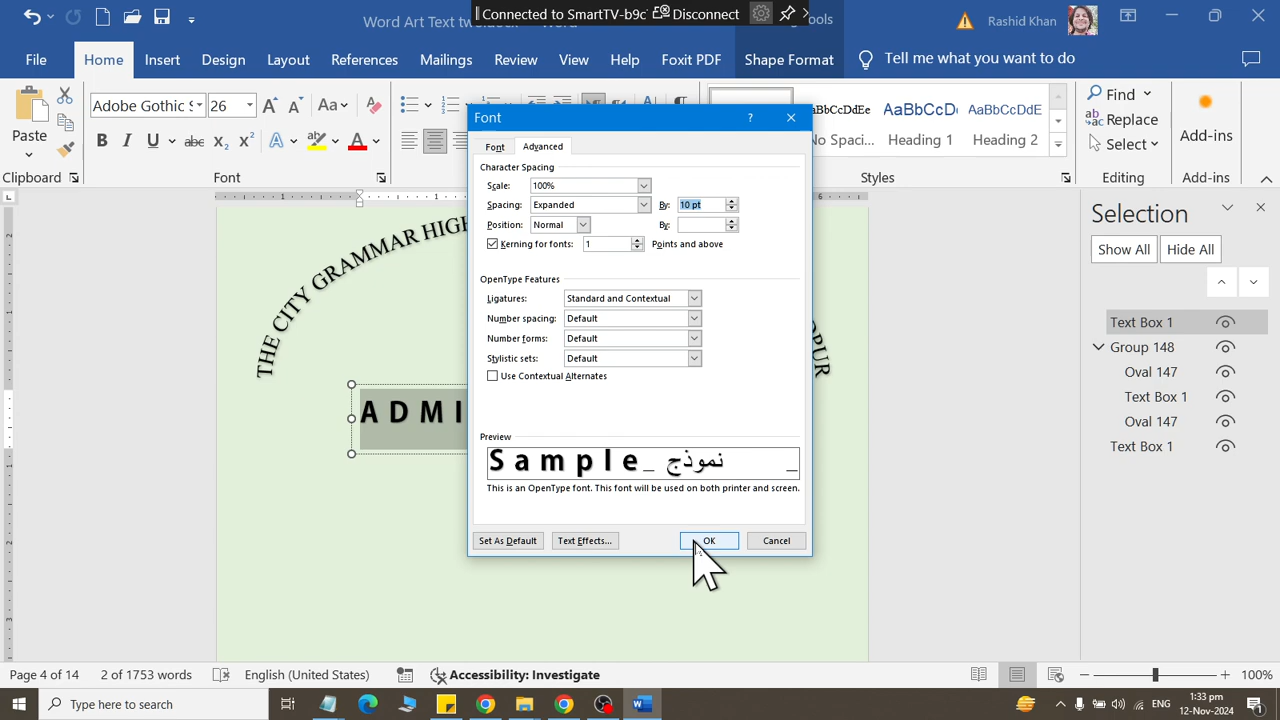 Word Art Text tw
Connected to SmartTV-b9c
Disconnect
Rashid Khan
File
Home
Insert
Design
Layout
References
Mailings
Review
View
Help
Foxit PDF
Shape Format
Tell me what you want to do
Paste
Adobe Gothic S
26
Aa
Find
Replace
Select
Add-ins
AaBbCcD
AaBbCcDdE
Heading 1
Heading 2
Clipboard
Font
Styles
Editing
Add-ins
Font
Font
Advanced
Character Spacing
Scale:
100%
Spacing:
Expanded
By:
10 pt
Position:
Normal
By:
Kerning for fonts:
1
Points and above
OpenType Features
Ligatures:
Standard and Contextual
Number spacing:
Default
Number forms:
Default
Stylistic sets:
Default
Use Contextual Alternates
Preview
Sample_ نموذج _
This is an OpenType font. This font will be used on both printer and screen.
Set As Default
Text Effects...
OK
Cancel
THE CITY GRAMMAR HIGH
PUR
ADMI
Selection
Show All
Hide All
Text Box 1
Group 148
Oval 147
Text Box 1
Oval 147
Text Box 1
Page 4 of 14
2 of 1753 words
English (United States)
Accessibility: Investigate
100%
Type here to search
ENG
1:33 pm
12-Nov-2024